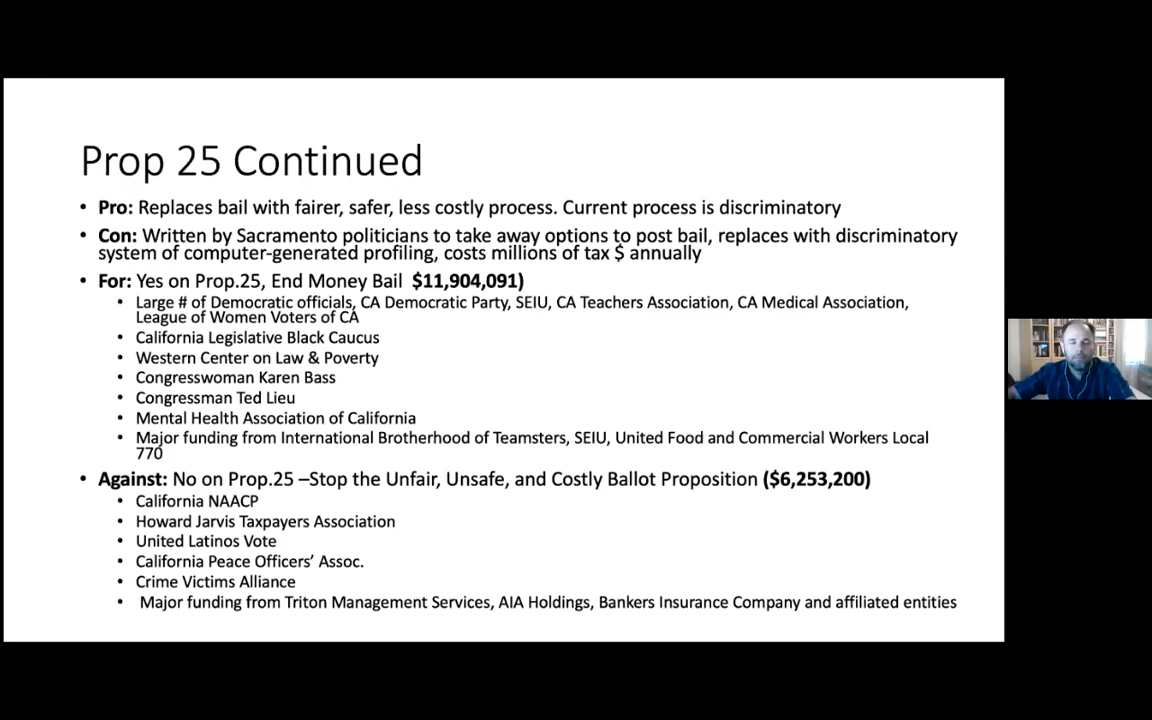 Prop 25 Continued
• Pro: Replaces bail with fairer, safer, less costly process. Current process is discriminatory
• Con: Written by Sacramento politicians to take away options to post bail, replaces with discriminatory
system of computer-generated profiling, costs millions of tax $ annually
• For: Yes on Prop.25, End Money Bail $11,904,091)
• Large # of Democratic officials, CA Democratic Party, SEIU, CA Teachers Association, CA Medical Association,
League of Women Voters of CA
• California Legislative Black Caucus
• Western Center on Law & Poverty
• Congresswoman Karen Bass
• Congressman Ted Lieu
• Mental Health Association of California
• Major funding from International Brotherhood of Teamsters, SEIU, United Food and Commercial Workers Local
770
• Against: No on Prop.25 –Stop the Unfair, Unsafe, and Costly Ballot Proposition ($6,253,200)
• California NAACP
• Howard Jarvis Taxpayers Association
• United Latinos Vote
• California Peace Officers’ Assoc.
• Crime Victims Alliance
• Major funding from Triton Management Services, AIA Holdings, Bankers Insurance Company and affiliated entities